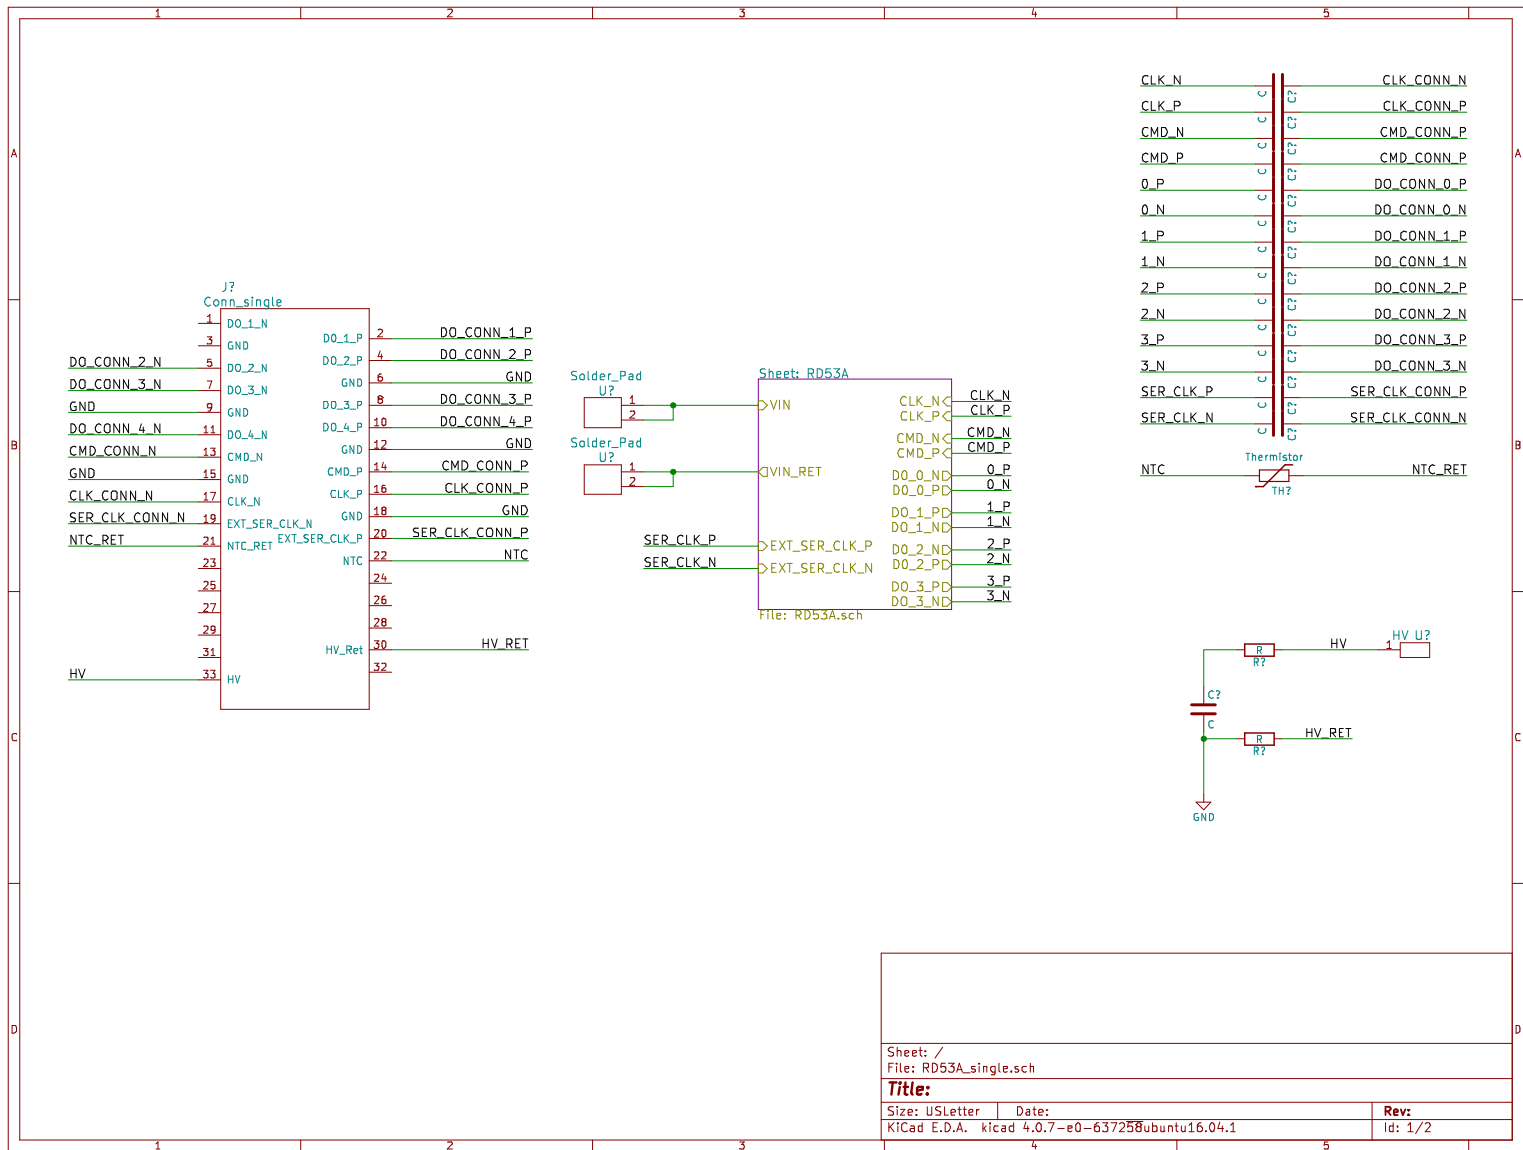 1 2 3 4 5
A
B
C
D
J?
Conn_single
1 DO_1_N
3 GND
DO_CONN_2_N 5 DO_2_N
DO_CONN_3_N 7 DO_3_N
GND 9 GND
DO_CONN_4_N 11 DO_4_N
CMD_CONN_N 13 CMD_N
GND 15 GND
CLK_CONN_N 17 CLK_N
SER_CLK_CONN_N 19 EXT_SER_CLK_N
NTC_RET 21 NTC_RET
23
25
27
29
31
HV 33 HV
DO_1_P 2 DO_CONN_1_P
DO_2_P 4 DO_CONN_2_P
GND 6 GND
DO_3_P 8 DO_CONN_3_P
DO_4_P 10 DO_CONN_4_P
GND 12 GND
CMD_P 14 CMD_CONN_P
CLK_P 16 CLK_CONN_P
GND 18 GND
EXT_SER_CLK_P 20 SER_CLK_CONN_P
NTC 22 NTC
24
26
28
HV_Ret 30 HV_RET
32
Solder_Pad
U?
1
2
Solder_Pad
U?
1
2
Sheet: RD53A
VIN
VIN_RET
SER_CLK_P EXT_SER_CLK_P
SER_CLK_N EXT_SER_CLK_N
CLK_N CLK_N
CLK_P CLK_P
CMD_N CMD_N
CMD_P CMD_P
DO_0_N 0_P
DO_0_P 0_N
DO_1_P 1_P
DO_1_N 1_N
DO_2_N 2_P
DO_2_P 2_N
DO_3_P 3_P
DO_3_N 3_N
File: RD53A.sch
CLK_N C C? CLK_CONN_N
CLK_P C C? CLK_CONN_P
CMD_N C C? CMD_CONN_P
CMD_P C C? CMD_CONN_P
0_P C C? DO_CONN_0_P
0_N C C? DO_CONN_0_N
1_P C C? DO_CONN_1_P
1_N C C? DO_CONN_1_N
2_P C C? DO_CONN_2_P
2_N C C? DO_CONN_2_N
3_P C C? DO_CONN_3_P
3_N C C? DO_CONN_3_N
SER_CLK_P C C? SER_CLK_CONN_P
SER_CLK_N C C? SER_CLK_CONN_N
Thermistor
NTC NTC_RET
TH?
HV U?
R HV 1
R?
C?
C
R HV_RET
R?
GND
Sheet: /
File: RD53A_single.sch
Title:
Size: USLetter Date: Rev:
KiCad E.D.A. kicad 4.0.7-e0-6372~58~ubuntu16.04.1 Id: 1/2
1 2 3 4 5
A
B
C
D